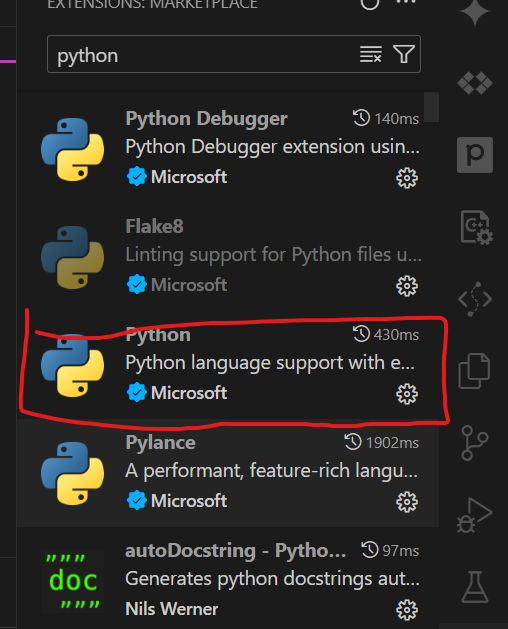 EXTENSIONS: MARKETPLACE
python
Python Debugger 140ms
Python Debugger extension usin...
Microsoft
Flake8
Linting support for Python files u...
Microsoft
Python 430ms
Python language support with e...
Microsoft
Pylance 1902ms
A performant, feature-rich langu...
Microsoft
autoDocstring - Pytho... 97ms
Generates python docstrings aut...
Nils Werner
"""
doc
"""
p
C++